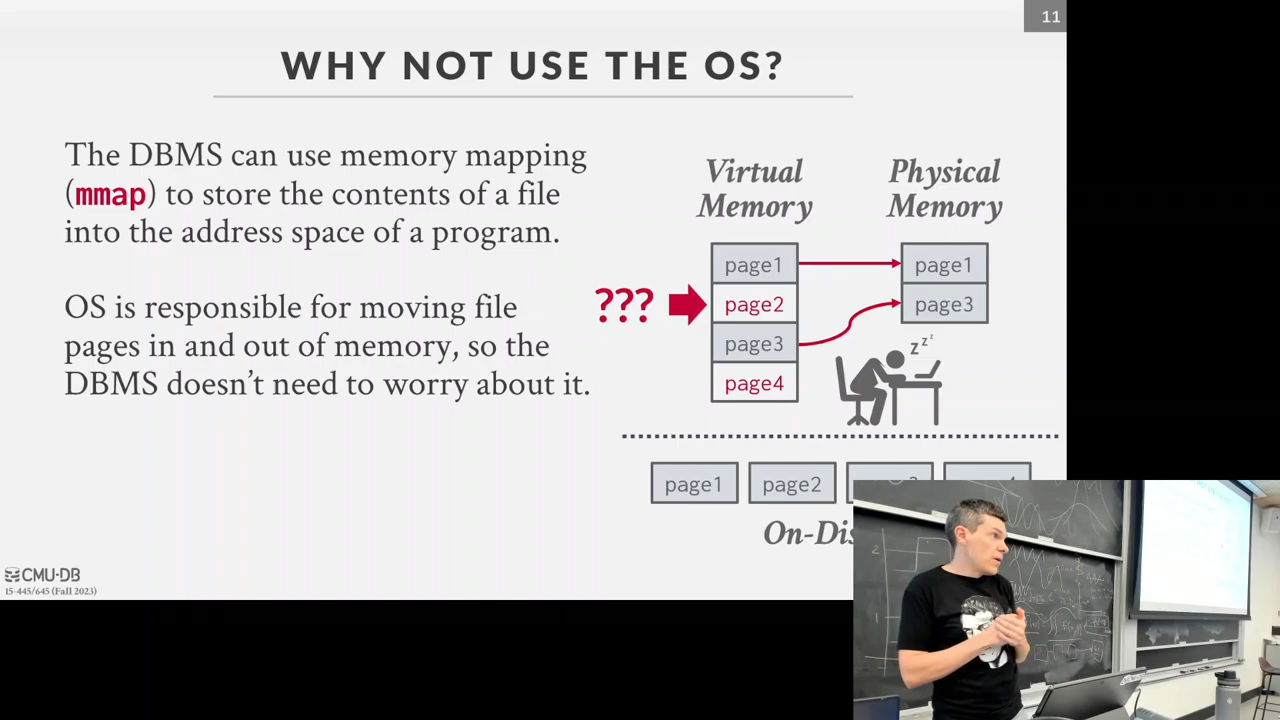 11
WHY NOT USE THE OS?
The DBMS can use memory mapping
(mmap) to store the contents of a file
into the address space of a program.
OS is responsible for moving file
pages in and out of memory, so the
DBMS doesn't need to worry about it.
Virtual
Memory
Physical
Memory
page1
page2
page3
page4
???
page1
page3
z z z
page1
page2
On-Dis
CMU·DB
15-445/645 (Fall 2023)